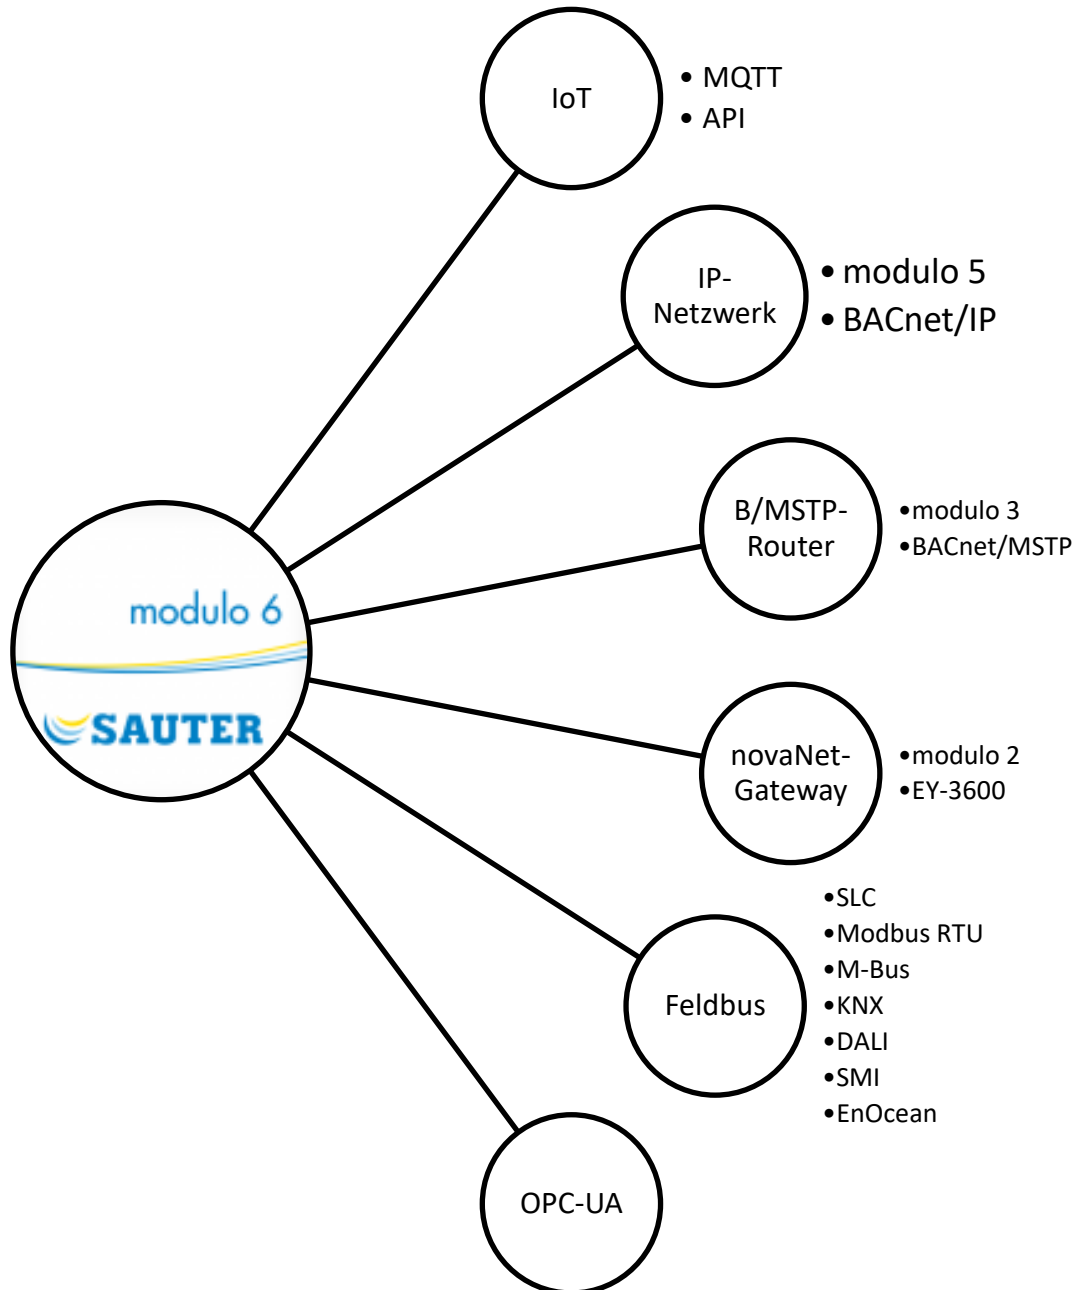 IoT
• MQTT
• API
IP-
Netzwerk
• modulo 5
• BACnet/IP
B/MSTP-
Router
•modulo 3
•BACnet/MSTP
modulo 6
SAUTER
novaNet-
Gateway
•modulo 2
•EY-3600
Feldbus
•SLC
•Modbus RTU
•M-Bus
•KNX
•DALI
•SMI
•EnOcean
OPC-UA